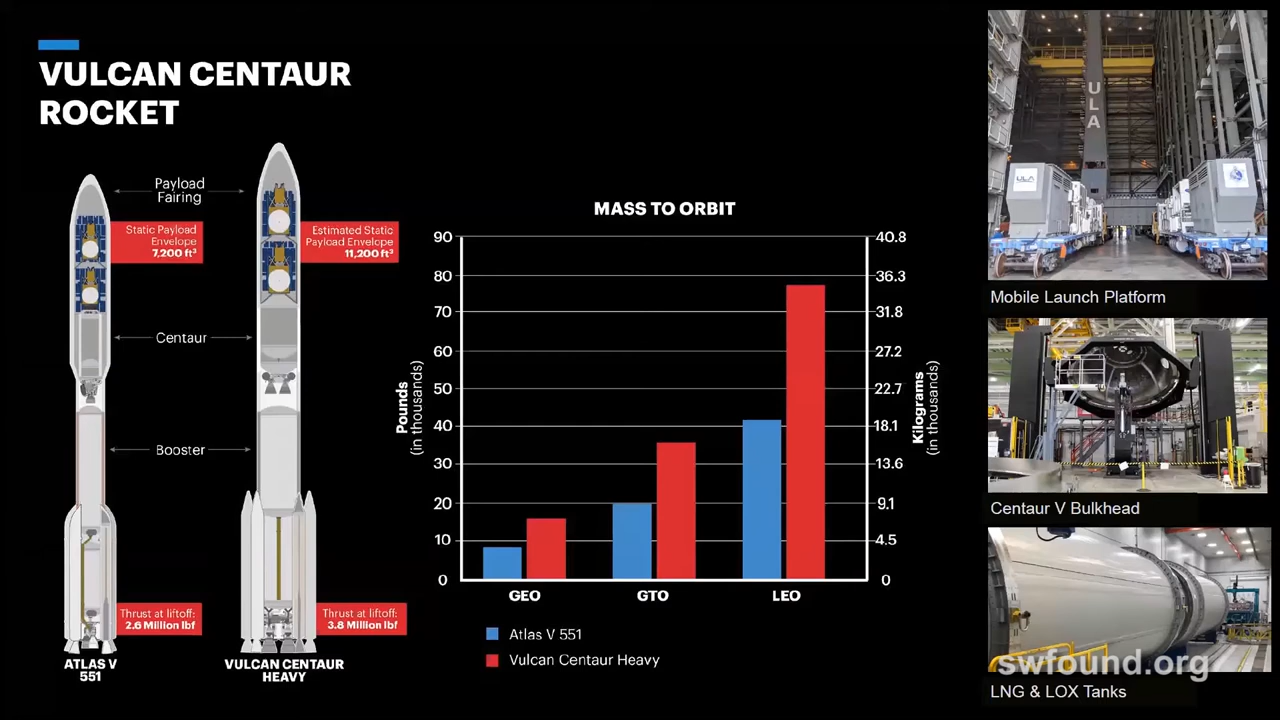 VULCAN CENTAUR
ROCKET
Payload
Fairing
Static Payload
Envelope
7,200 ft³
Estimated Static
Payload Envelope
11,200 ft³
Centaur
Booster
Thrust at liftoff:
2.6 Million lbf
Thrust at liftoff:
3.8 Million lbf
ATLAS V
551
VULCAN CENTAUR
HEAVY
MASS TO ORBIT
Pounds
(in thousands)
90
80
70
60
50
40
30
20
10
0
40.8
36.3
31.8
27.2
22.7
18.1
13.6
9.1
4.5
0
Kilograms
(in thousands)
GEO
GTO
LEO
Atlas V 551
Vulcan Centaur Heavy
ULA
ULA
Mobile Launch Platform
Centaur V Bulkhead
swfound.org
LNG & LOX Tanks